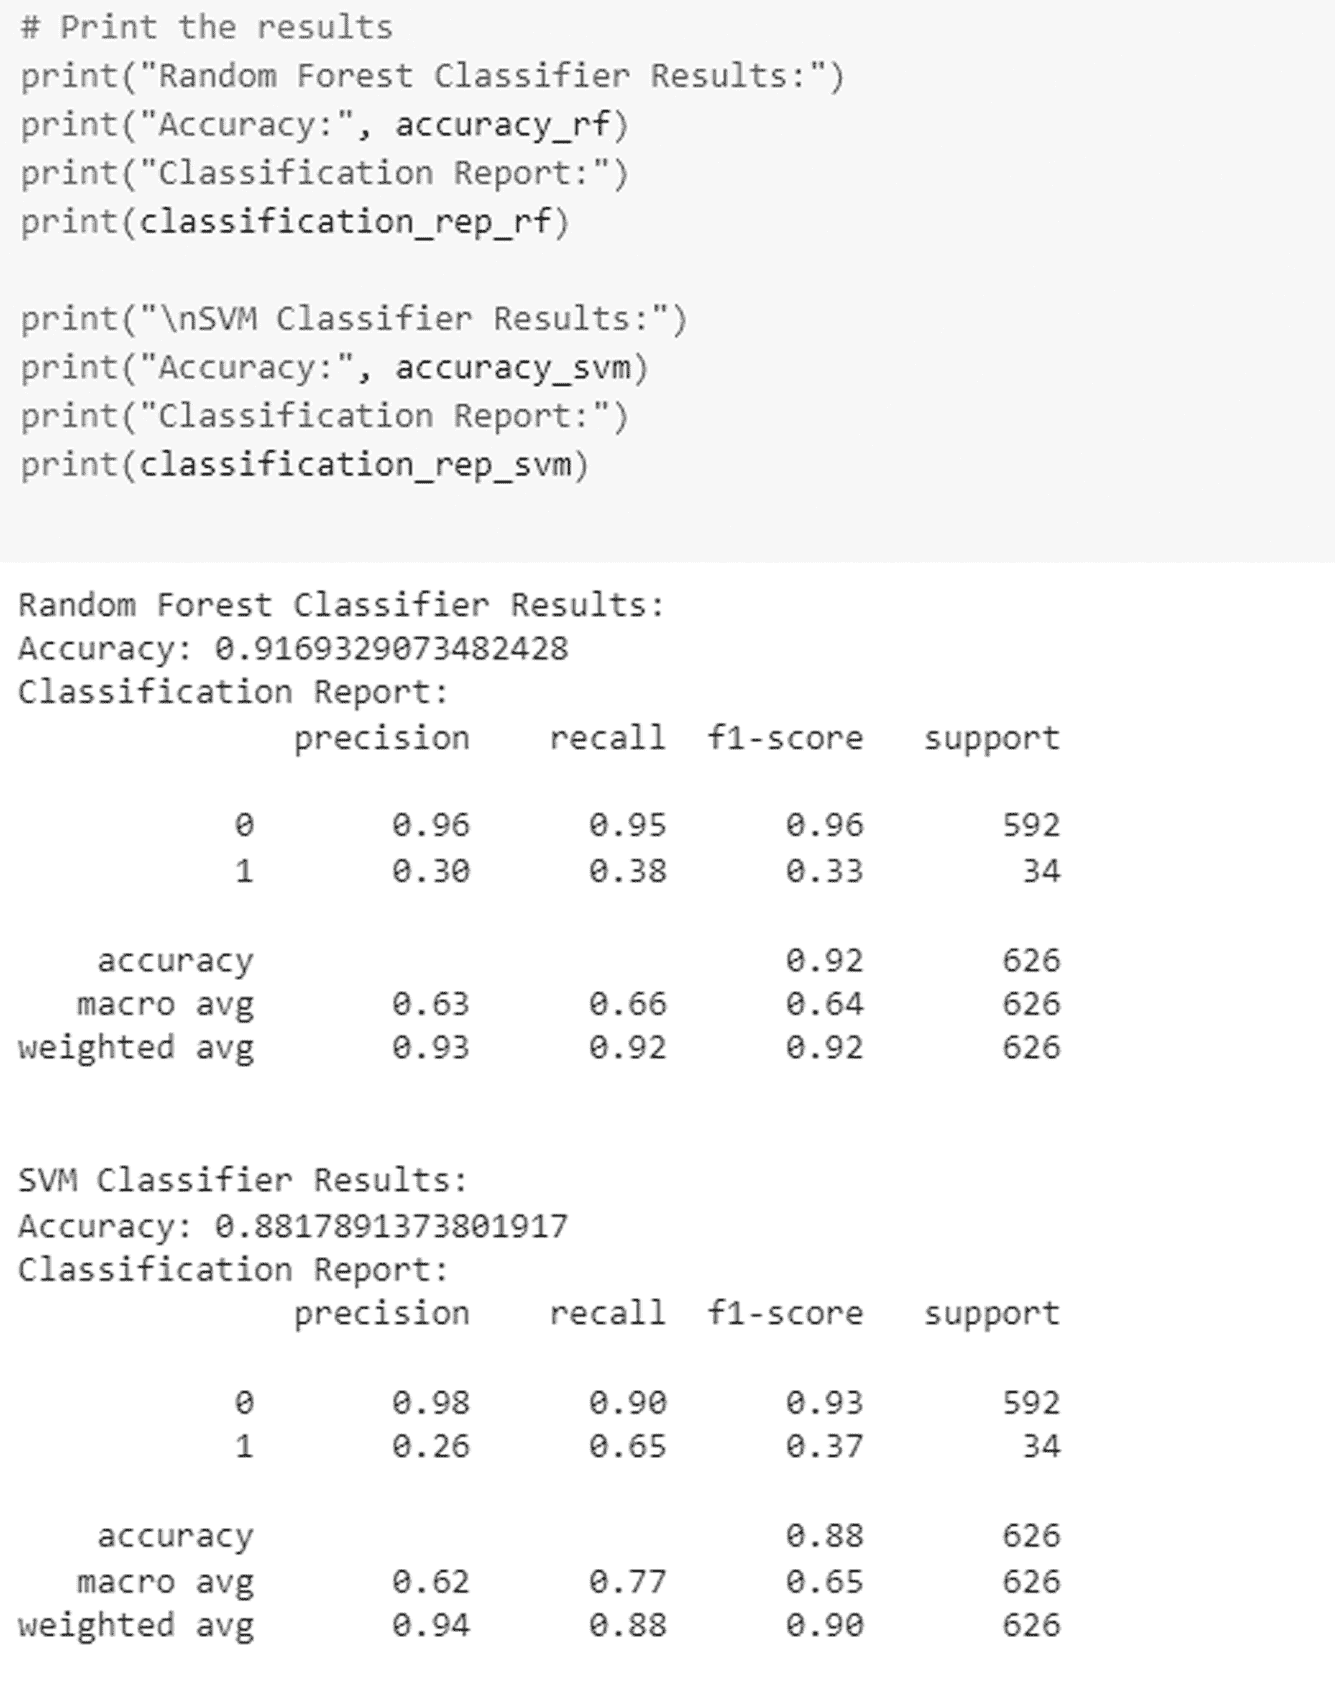 # Print the results
print("Random Forest Classifier Results:")
print("Accuracy:", accuracy_rf)
print("Classification Report:")
print(classification_rep_rf)
print("\nSVM Classifier Results:")
print("Accuracy:", accuracy_svm)
print("Classification Report:")
print(classification_rep_svm)
Random Forest Classifier Results:
Accuracy: 0.9169329073482428
Classification Report:
precision recall f1-score support
0 0.96 0.95 0.96 592
1 0.30 0.38 0.33 34
accuracy 0.92 626
macro avg 0.63 0.66 0.64 626
weighted avg 0.93 0.92 0.92 626
SVM Classifier Results:
Accuracy: 0.8817891373801917
Classification Report:
precision recall f1-score support
0 0.98 0.90 0.93 592
1 0.26 0.65 0.37 34
accuracy 0.88 626
macro avg 0.62 0.77 0.65 626
weighted avg 0.94 0.88 0.90 626